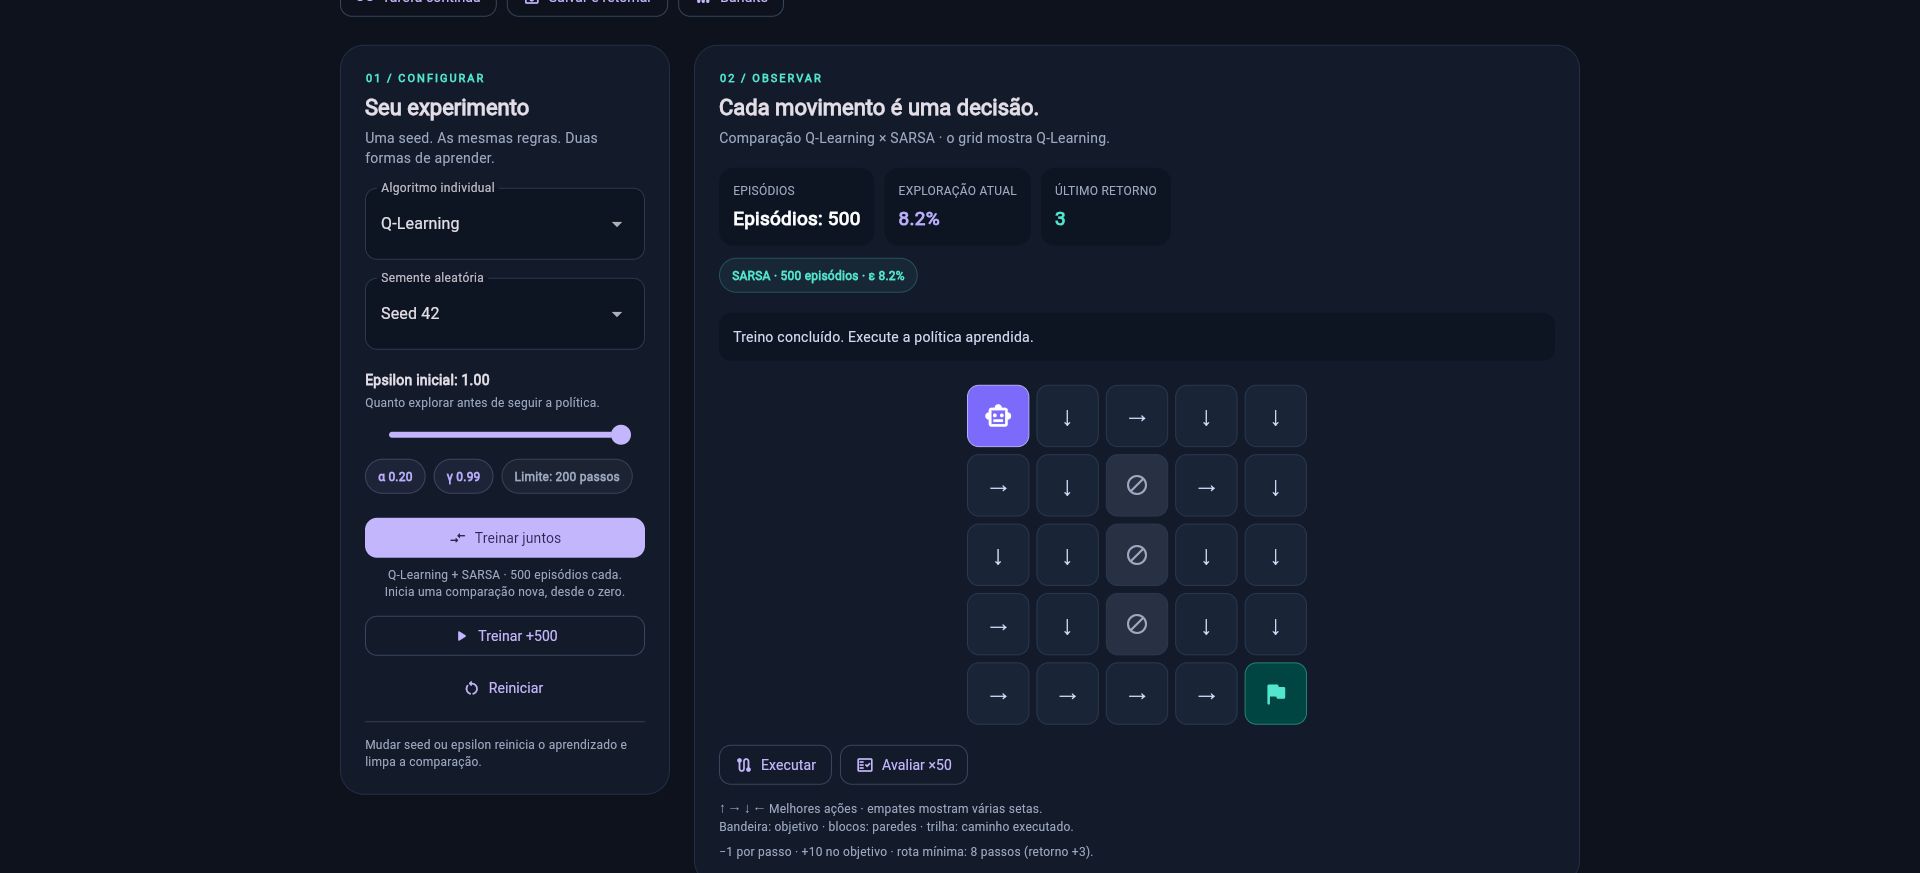 Tarefa contínua
Salvar e retomar
Bandits
01 / CONFIGURAR
Seu experimento
Uma seed. As mesmas regras. Duas
formas de aprender.
Algoritmo individual
Q-Learning
Semente aleatória
Seed 42
Epsilon inicial: 1.00
Quanto explorar antes de seguir a política.
α 0.20
γ 0.99
Limite: 200 passos
Treinar juntos
Q-Learning + SARSA · 500 episódios cada.
Inicia uma comparação nova, desde o zero.
Treinar +500
Reiniciar
Mudar seed ou epsilon reinicia o aprendizado e
limpa a comparação.
02 / OBSERVAR
Cada movimento é uma decisão.
Comparação Q-Learning × SARSA · o grid mostra Q-Learning.
EPISÓDIOS
Episódios: 500
EXPLORAÇÃO ATUAL
8.2%
ÚLTIMO RETORNO
3
SARSA · 500 episódios · ε 8.2%
Treino concluído. Execute a política aprendida.
↓ → ↓ ↓
→ ↓ → ↓
↓ ↓ ↓ ↓
→ ↓ ↓ ↓
→ → → →
Executar
Avaliar ×50
↑ → ↓ ← Melhores ações · empates mostram várias setas.
Bandeira: objetivo · blocos: paredes · trilha: caminho executado.
−1 por passo · +10 no objetivo · rota mínima: 8 passos (retorno +3).